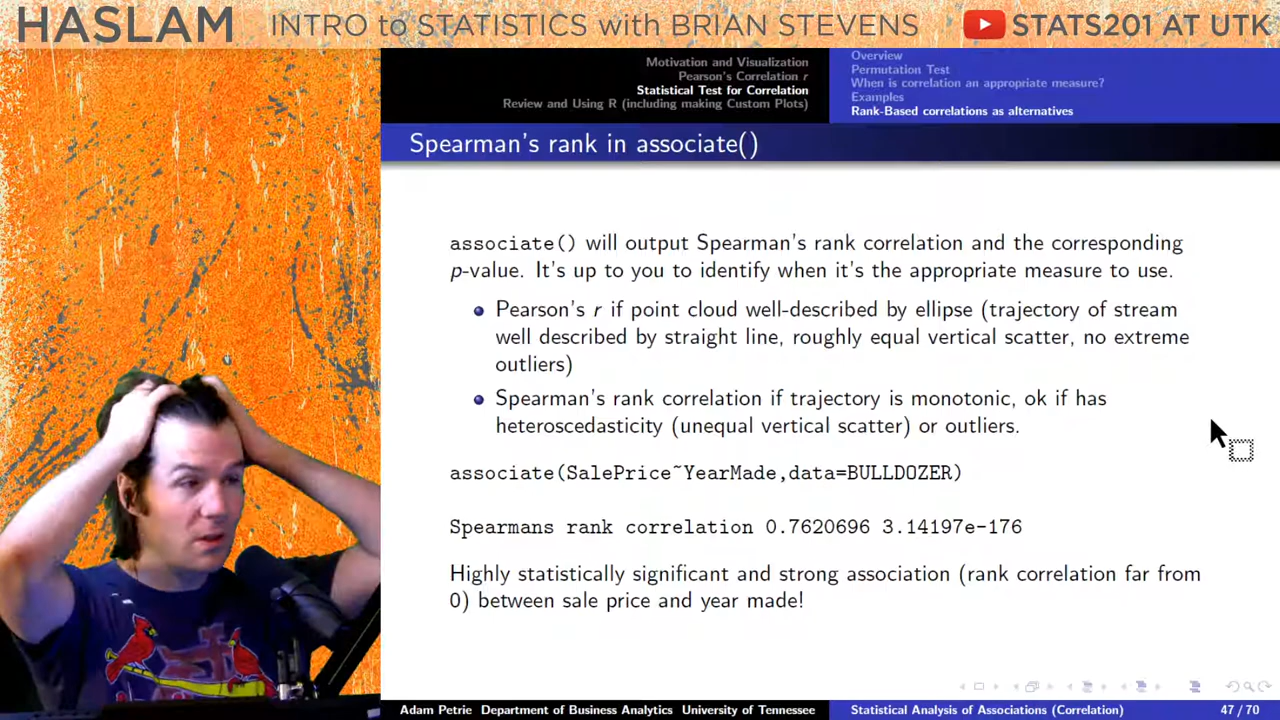 HASLAM INTRO to STATISTICS with BRIAN STEVENS STATS201 AT UTK
Motivation and Visualization
Pearson's Correlation r
Statistical Test for Correlation
Review and Using R (including making Custom Plots)
Overview
Permutation Test
When is correlation an appropriate measure?
Examples
Rank-Based correlations as alternatives
Spearman's rank in associate()
associate() will output Spearman's rank correlation and the corresponding
p-value. It's up to you to identify when it's the appropriate measure to use.
Pearson's r if point cloud well-described by ellipse (trajectory of stream
well described by straight line, roughly equal vertical scatter, no extreme
outliers)
Spearman's rank correlation if trajectory is monotonic, ok if has
heteroscedasticity (unequal vertical scatter) or outliers.
associate(SalePrice~YearMade,data=BULLDOZER)
Spearmans rank correlation 0.7620696 3.14197e-176
Highly statistically significant and strong association (rank correlation far from
0) between sale price and year made!
Adam Petrie Department of Business Analytics University of Tennessee Statistical Analysis of Associations (Correlation) 47 / 70